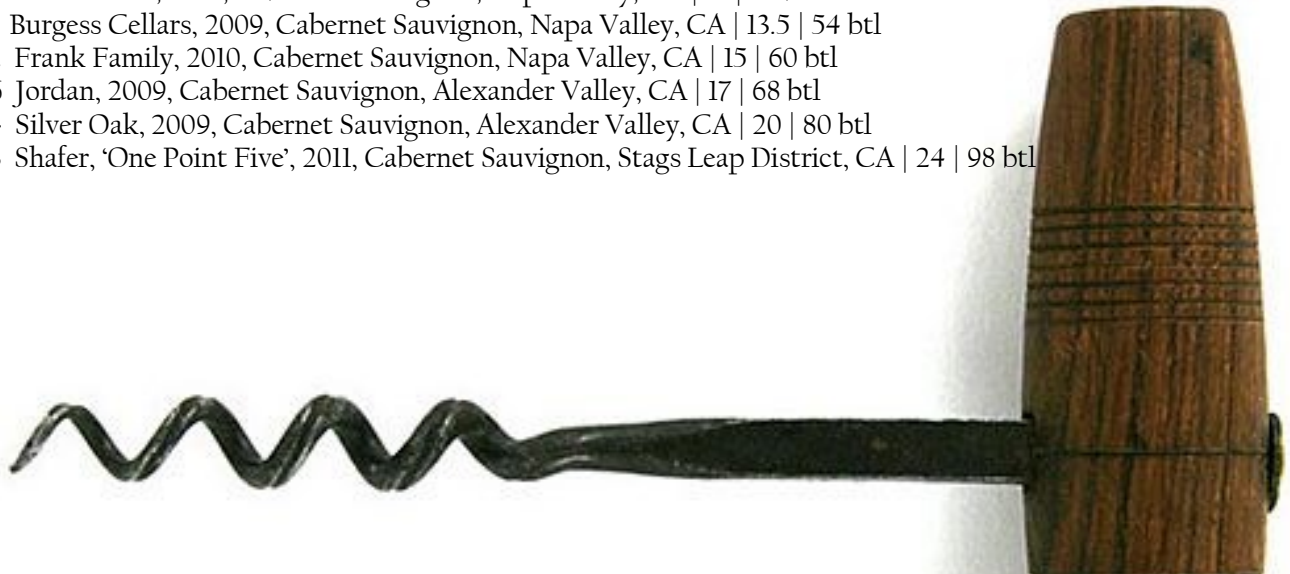 Burgess Cellars, 2009, Cabernet Sauvignon, Napa Valley, CA | 13.5 | 54 btl
Frank Family, 2010, Cabernet Sauvignon, Napa Valley, CA | 15 | 60 btl
Jordan, 2009, Cabernet Sauvignon, Alexander Valley, CA | 17 | 68 btl
Silver Oak, 2009, Cabernet Sauvignon, Alexander Valley, CA | 20 | 80 btl
Shafer, ‘One Point Five’, 2011, Cabernet Sauvignon, Stags Leap District, CA | 24 | 98 btl